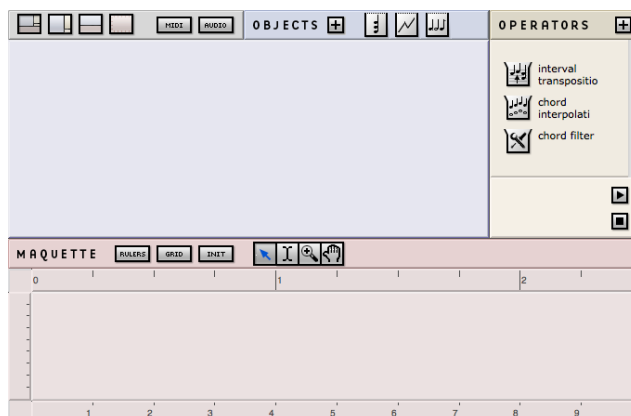 MIDI AUDIO OBJECTS OPERATORS
interval
transpositio
chord
interpolati
chord filter
MAQUETTE RULERS GRID INIT
0 1 2
1 2 3 4 5 6 7 8 9